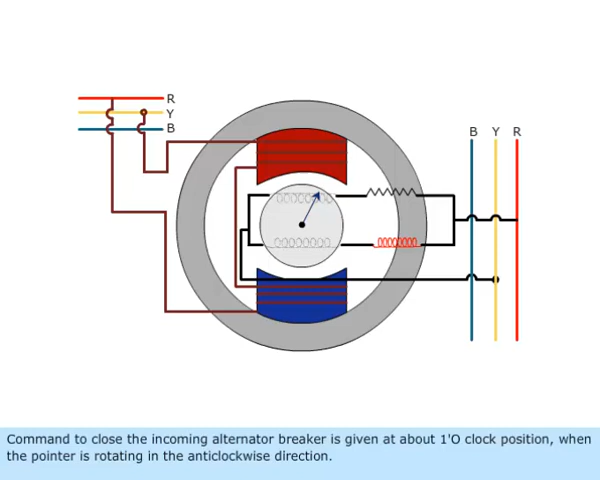 R
Y
B
B Y R
Command to close the incoming alternator breaker is given at about 1'O clock position, when
the pointer is rotating in the anticlockwise direction.